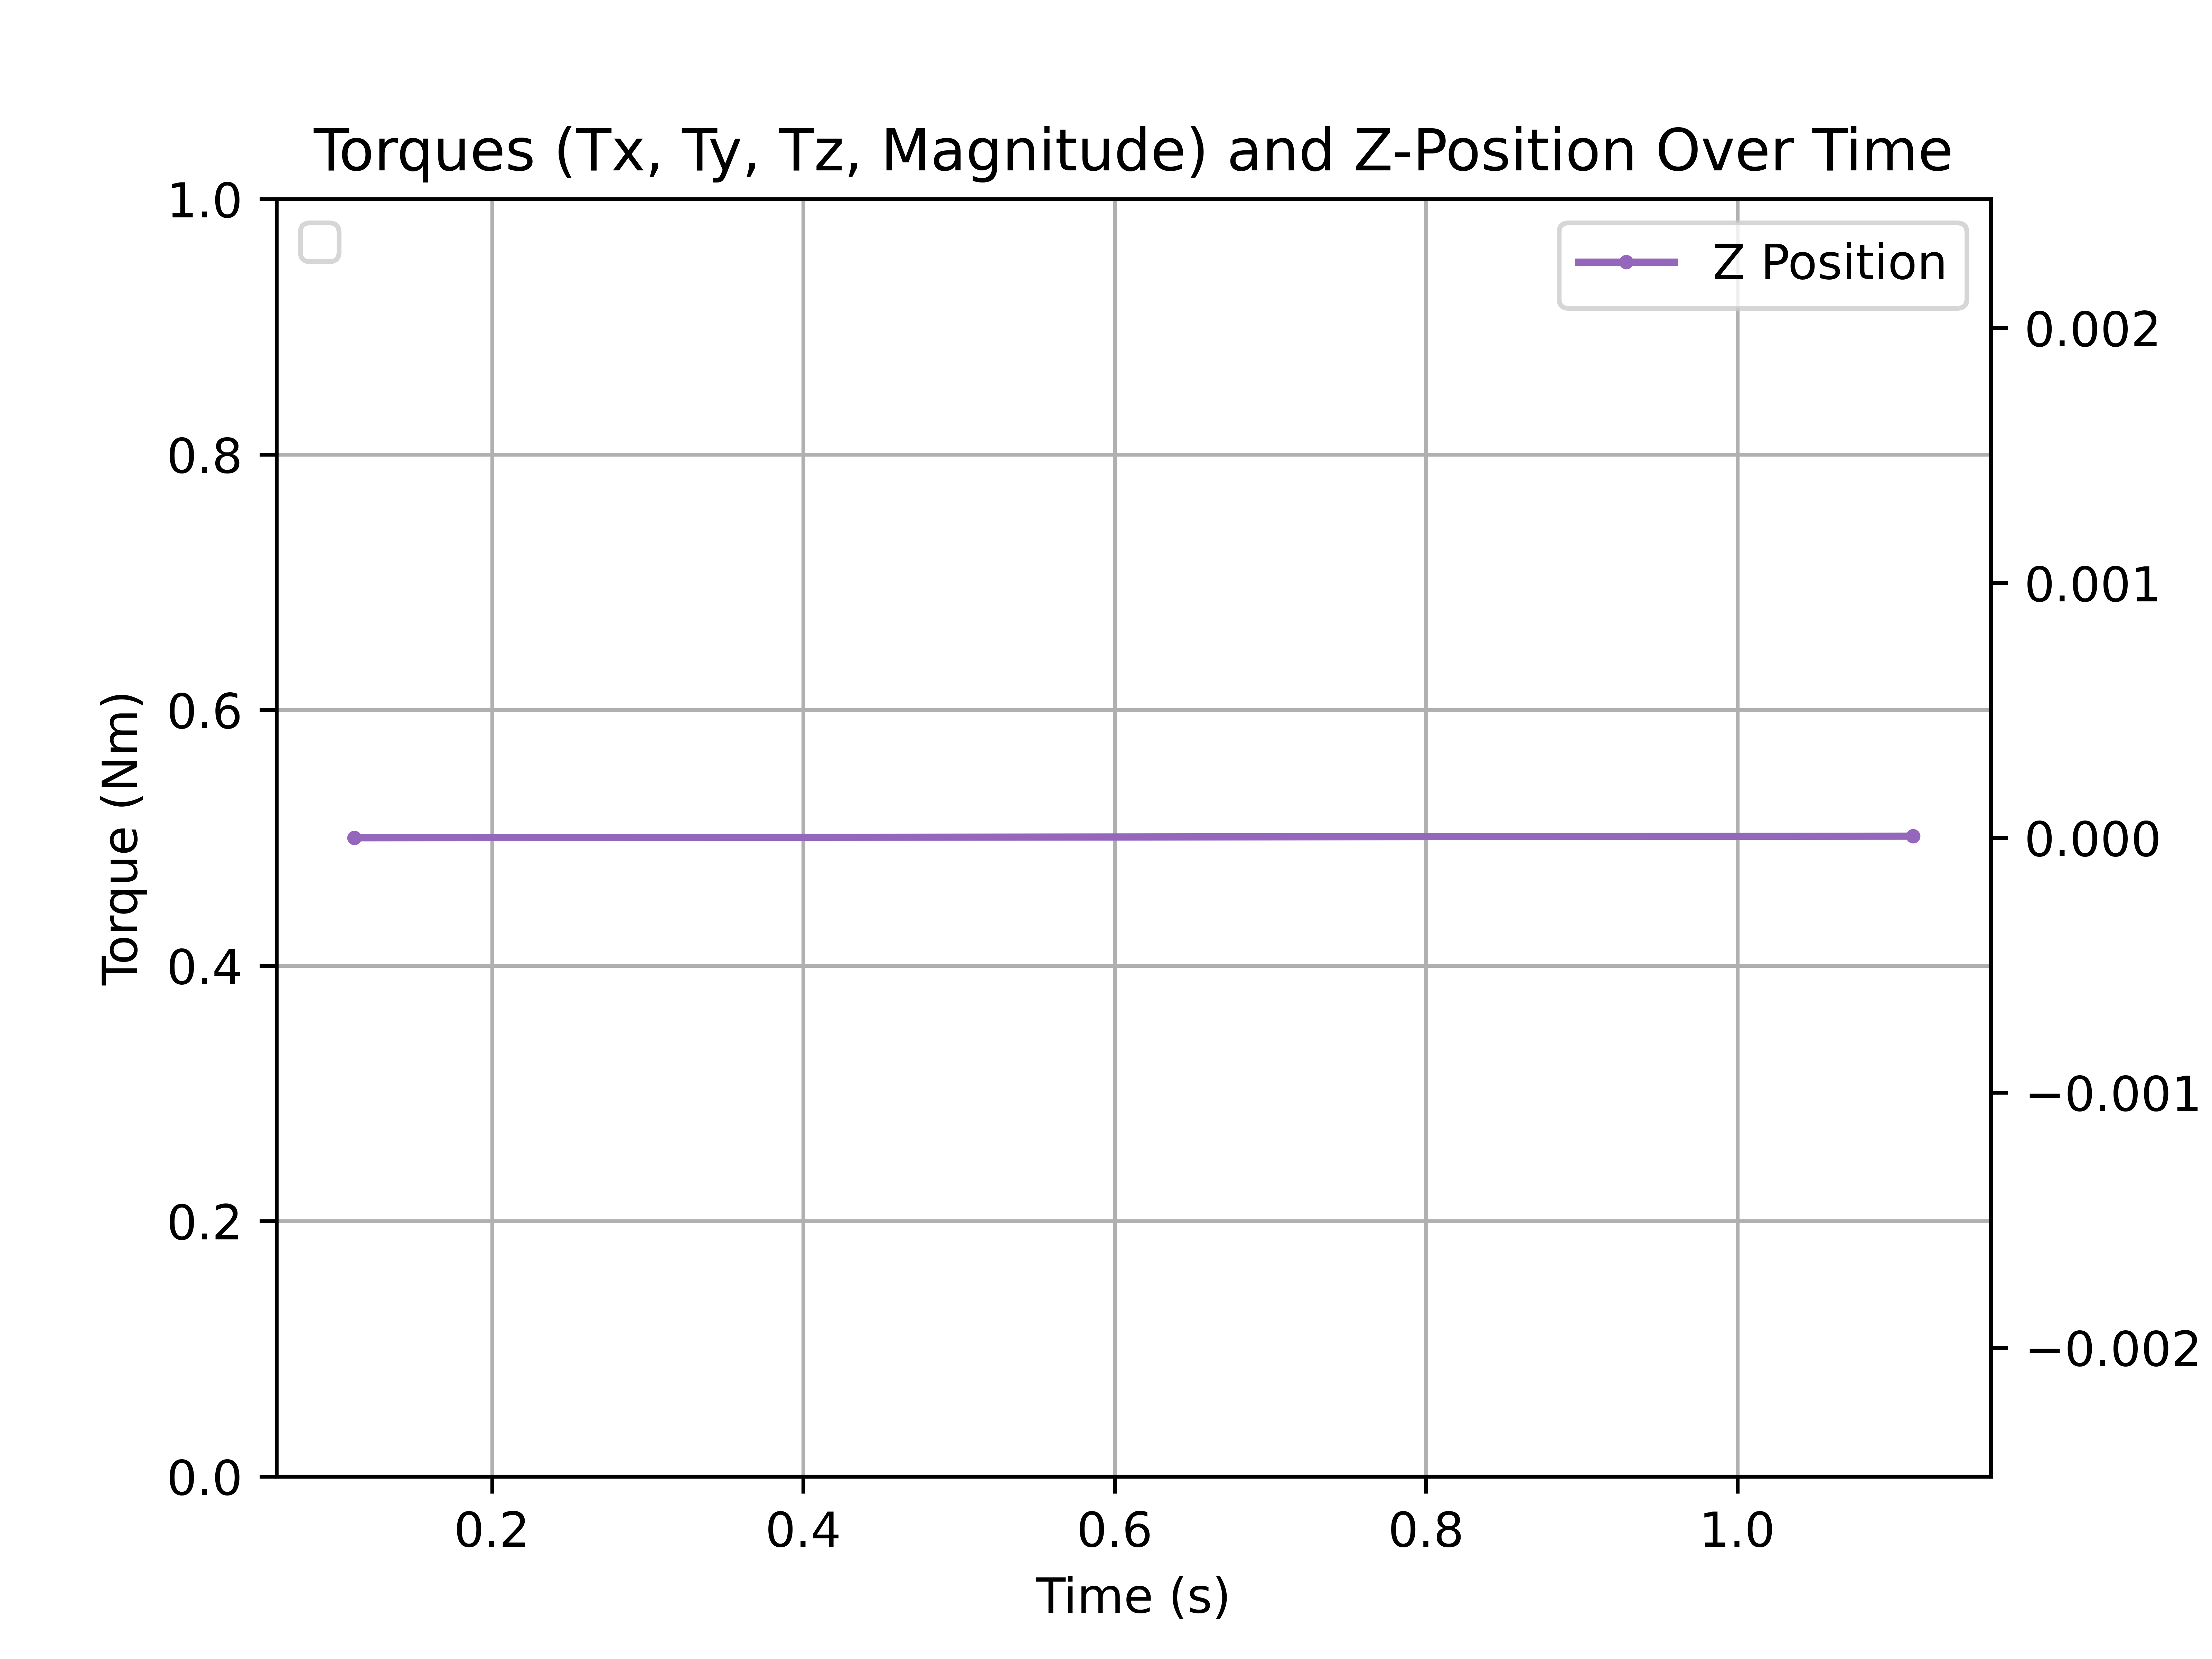 Torques (Tx, Ty, Tz, Magnitude) and Z-Position Over Time
Z Position
Torque (Nm)
1.0
0.8
0.6
0.4
0.2
0.0
0.002
0.001
0.000
−0.001
−0.002
0.2 0.4 0.6 0.8 1.0
Time (s)